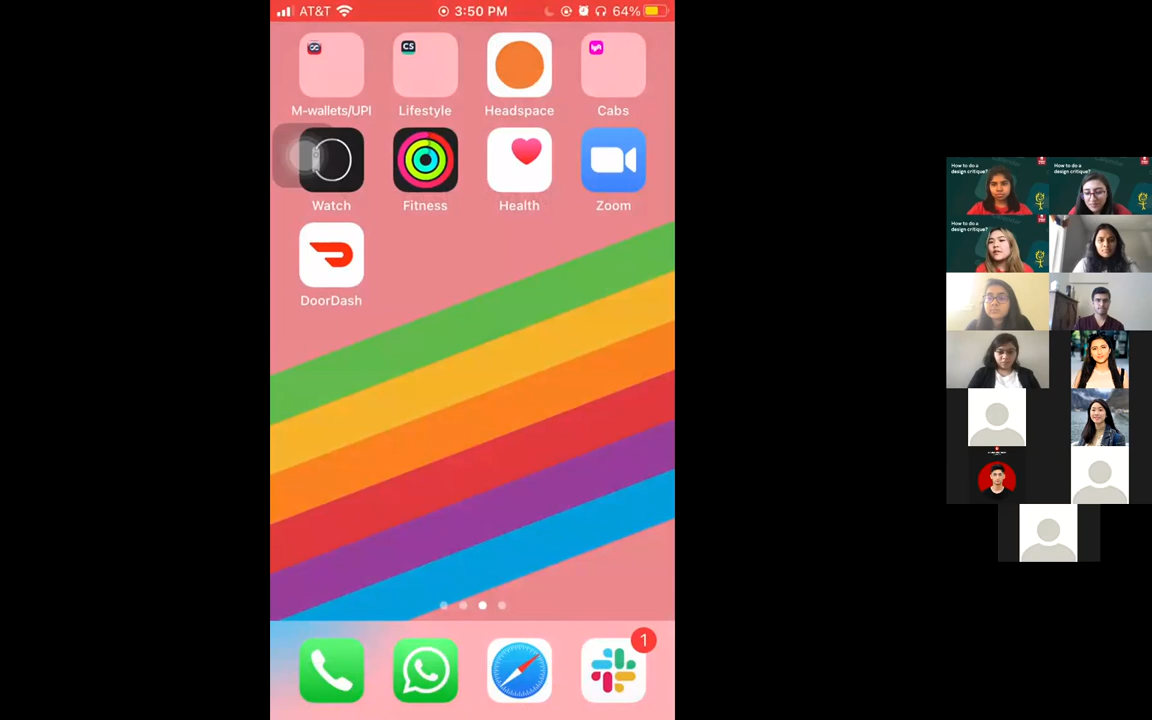 AT&T 3:50 PM 64%
M-wallets/UPI Lifestyle Headspace Cabs
Watch Fitness Health Zoom
DoorDash
1
CS
lyft
How to do a
design critique?
How to do a
design critique?
How to do a
design critique?